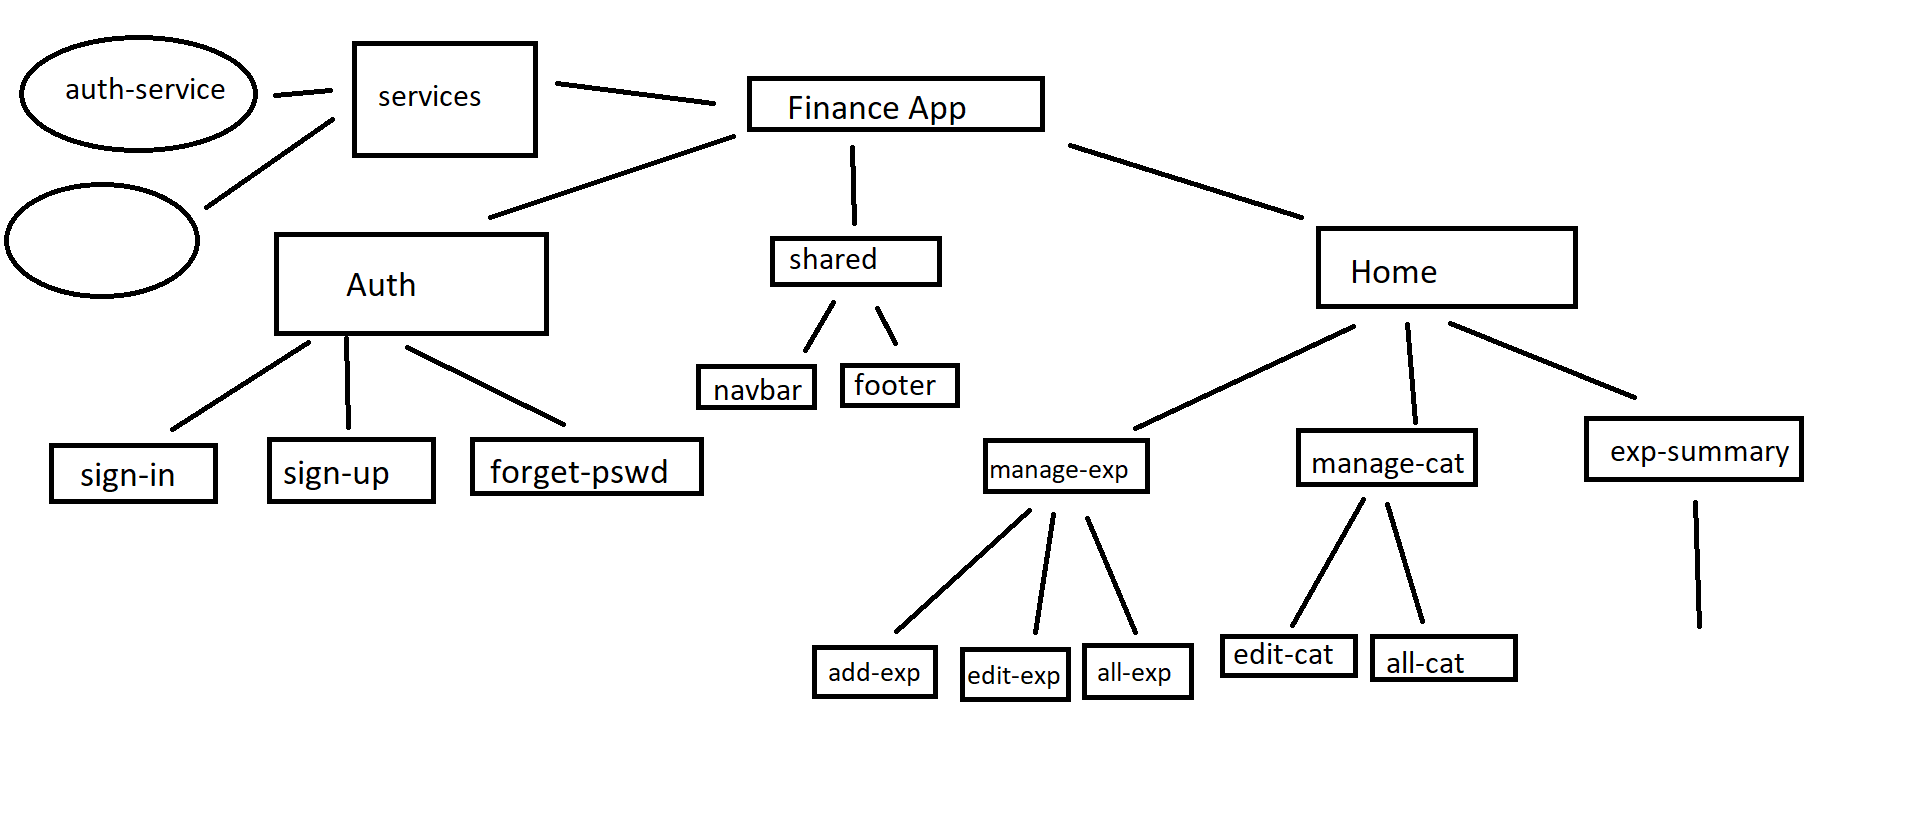 auth-service
services
Finance App
Auth
shared
Home
navbar
footer
sign-in
sign-up
forget-pswd
manage-exp
manage-cat
exp-summary
add-exp
edit-exp
all-exp
edit-cat
all-cat